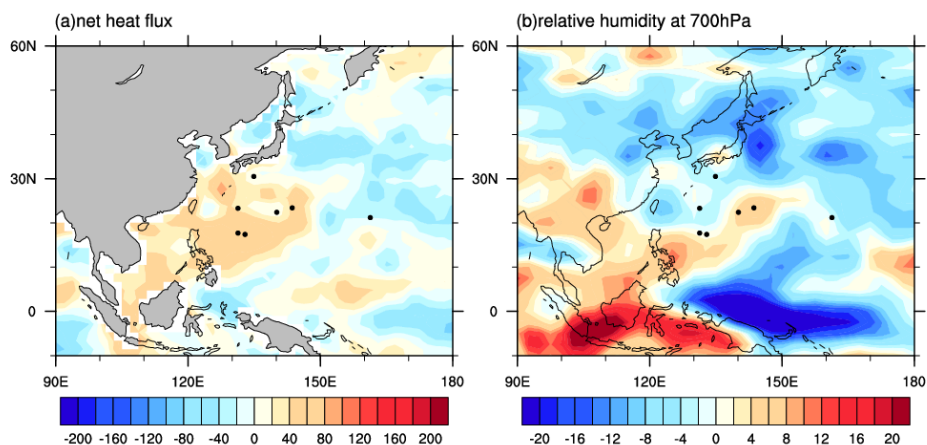 (a)net heat flux
(b)relative humidity at 700hPa
60N
30N
0
90E 120E 150E 180
60N
30N
0
90E 120E 150E 180
-200 -160 -120 -80 -40 0 40 80 120 160 200
-20 -16 -12 -8 -4 0 4 8 12 16 20